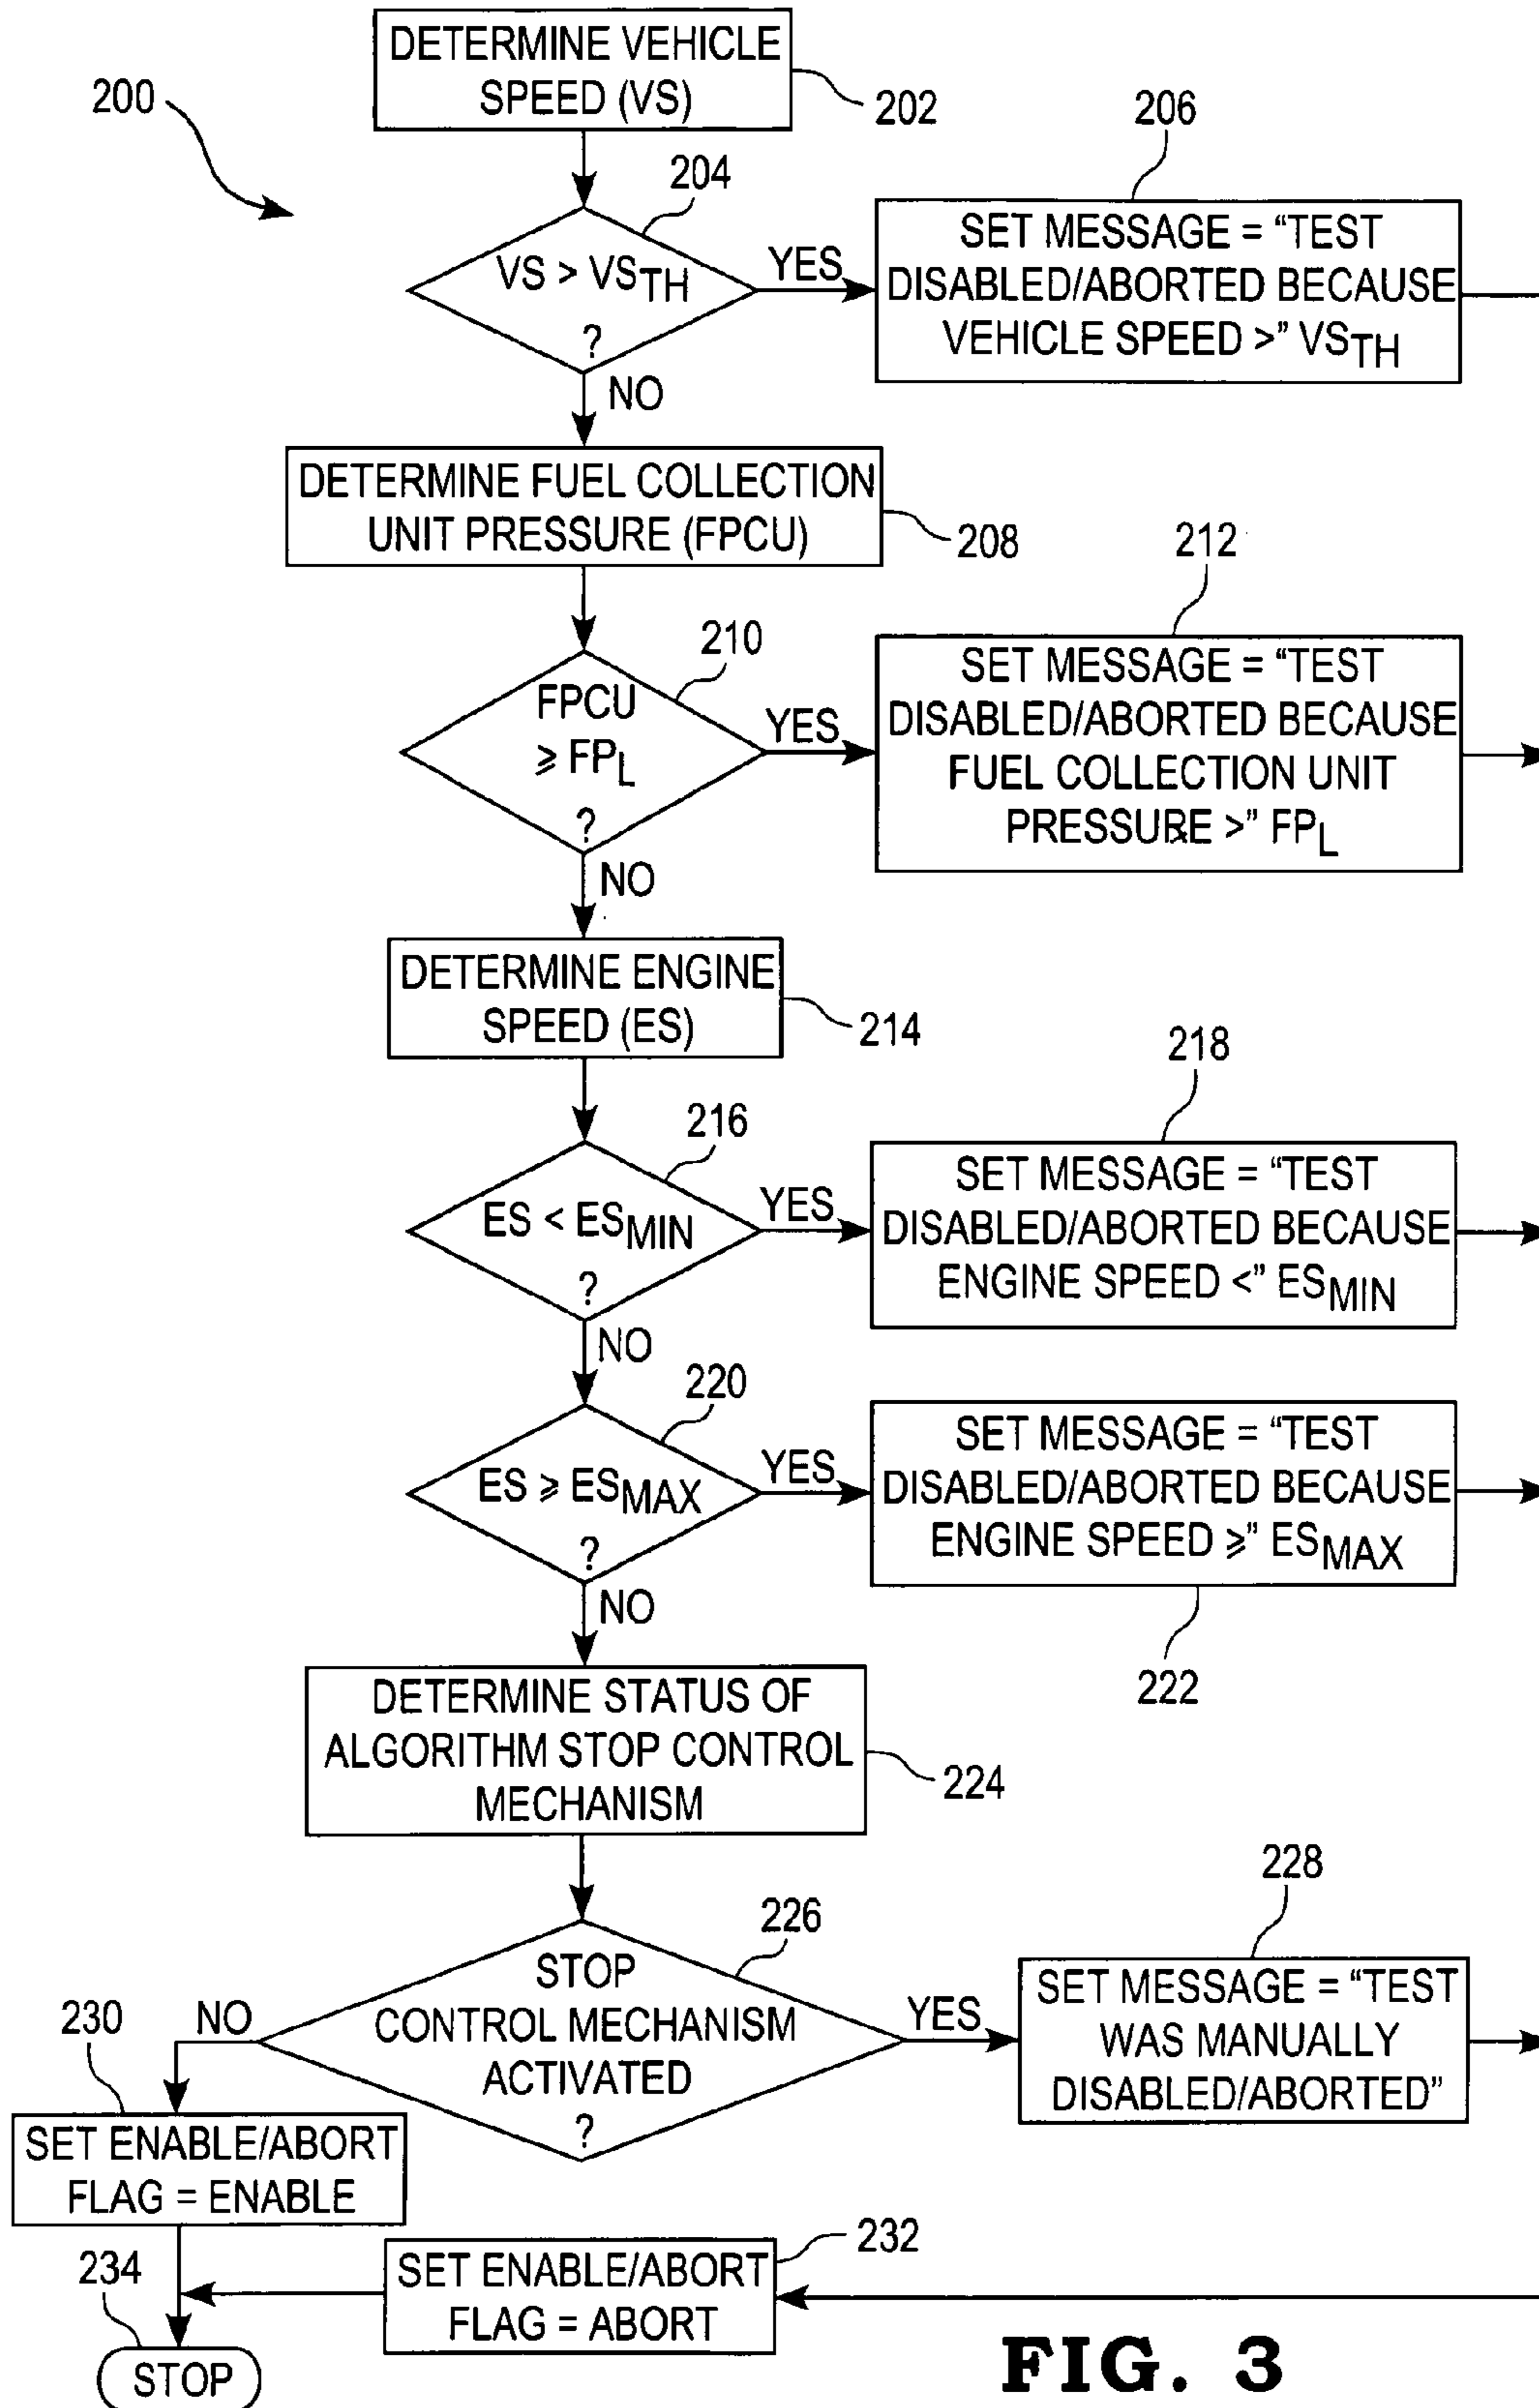 DETERMINE VEHICLE
SPEED (VS)
202
200
204
VS > VSTH
?
YES
NO
206
SET MESSAGE = “TEST
DISABLED/ABORTED BECAUSE
VEHICLE SPEED >” VSTH
DETERMINE FUEL COLLECTION
UNIT PRESSURE (FPCU)
208
210
FPCU
⩾ FPL
?
YES
NO
212
SET MESSAGE = “TEST
DISABLED/ABORTED BECAUSE
FUEL COLLECTION UNIT
PRESSURE >” FPL
DETERMINE ENGINE
SPEED (ES)
214
216
ES < ESMIN
?
YES
NO
218
SET MESSAGE = “TEST
DISABLED/ABORTED BECAUSE
ENGINE SPEED <” ESMIN
220
ES ⩾ ESMAX
?
YES
NO
SET MESSAGE = “TEST
DISABLED/ABORTED BECAUSE
ENGINE SPEED ⩾” ESMAX
222
DETERMINE STATUS OF
ALGORITHM STOP CONTROL
MECHANISM
224
226
STOP
CONTROL MECHANISM
ACTIVATED
?
YES
NO
228
SET MESSAGE = “TEST
WAS MANUALLY
DISABLED/ABORTED”
230
SET ENABLE/ABORT
FLAG = ENABLE
232
SET ENABLE/ABORT
FLAG = ABORT
234
STOP
FIG. 3